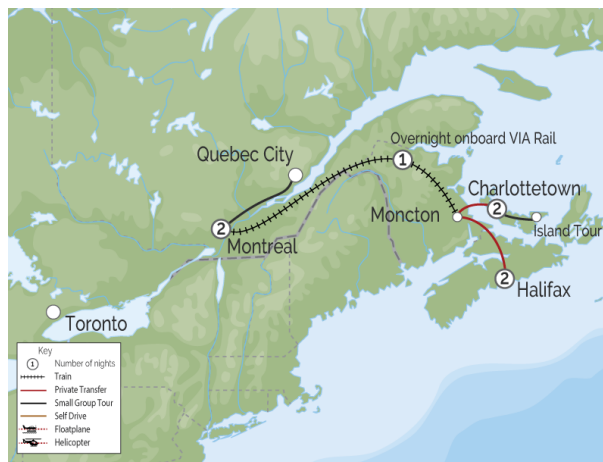 Overnight onboard VIA Rail
1
Quebec City
Charlottetown
2
Moncton
Island Tour
2
Montreal
2
Halifax
Toronto
Key
1 Number of nights
Train
Private Transfer
Small Group Tour
Self Drive
Floatplane
Helicopter